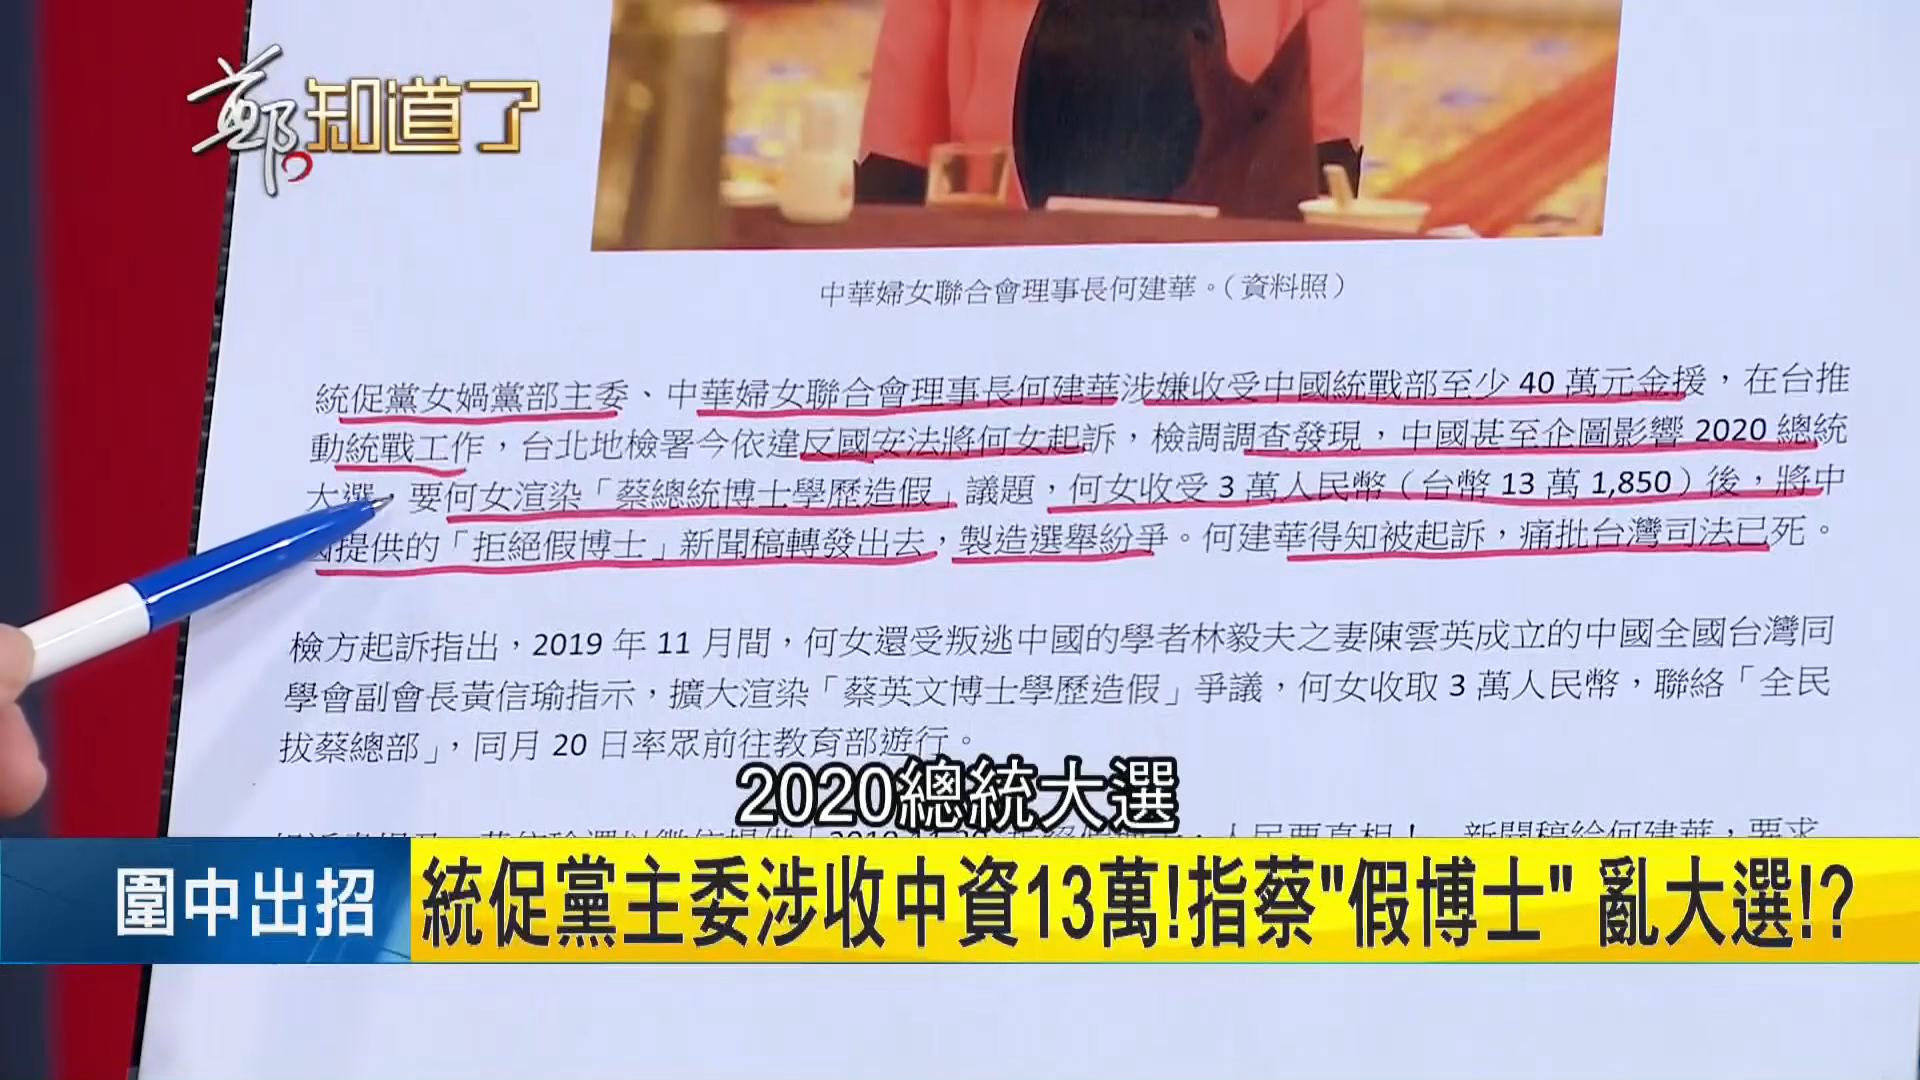 鄭知道了
中華婦女聯合會理事長何建華。（資料照）
統促黨女媧黨部主委、中華婦女聯合會理事長何建華涉嫌收受中國統戰部至少 40 萬元金援，在台推
動統戰工作，台北地檢署今依違反國安法將何女起訴，檢調調查發現，中國甚至企圖影響 2020 總統
大選，要何女渲染「蔡總統博士學歷造假」議題，何女收受 3 萬人民幣（台幣 13 萬 1,850）後，將中
國提供的「拒絕假博士」新聞稿轉發出去，製造選舉紛爭。何建華得知被起訴，痛批台灣司法已死。
檢方起訴指出，2019 年 11 月間，何女還受叛逃中國的學者林毅夫之妻陳雲英成立的中國全國台灣同
學會副會長黃信瑜指示，擴大渲染「蔡英文博士學歷造假」爭議，何女收取 3 萬人民幣，聯絡「全民
拔蔡總部」，同月 20 日率眾前往教育部遊行。
2020總統大選
人民要真相！ 新聞稿給何建華，要求
圍中出招
統促黨主委涉收中資13萬!指蔡"假博士" 亂大選!?